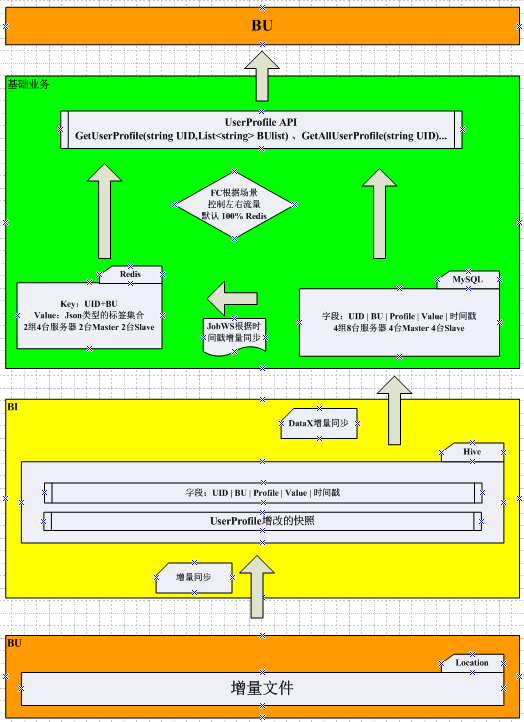 BU
基础业务
UserProfile API
GetUserProfile(string UID,List<string> BUlist) 、GetAllUserProfile(string UID)...
FC根据场景
控制左右流量
默认 100% Redis
Redis
Key：UID+BU
Value：Json类型的标签集合
2组4台服务器 2台Master 2台Slave
JobWS根据时
间戳增量同步
MySQL
字段：UID | BU | Profile | Value | 时间戳
4组8台服务器 4台Master 4台Slave
BI
DataX增量同步
Hive
字段：UID | BU | Profile | Value | 时间戳
UserProfile增改的快照
增量同步
BU
Location
增量文件